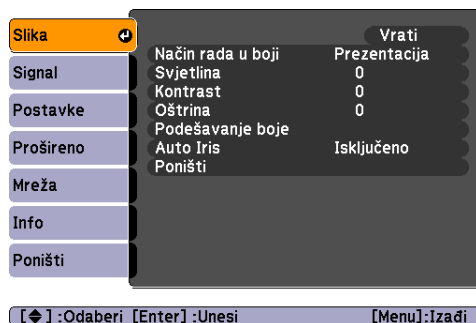 Slika
Signal
Postavke
Prošireno
Mreža
Info
Poništi
Vrati
Način rada u boji Prezentacija
Svjetlina 0
Kontrast 0
Oštrina 0
Podešavanje boje
Auto Iris Isključeno
Poništi
[◆] :Odaberi [Enter] :Unesi [Menu]:Izađi